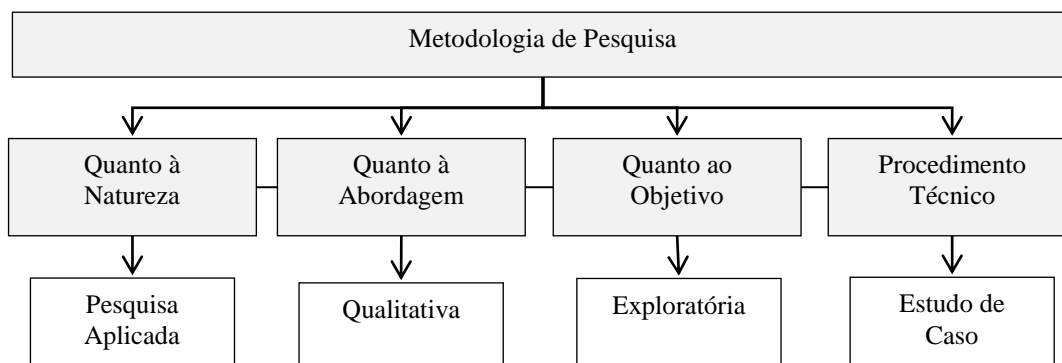 Metodologia de Pesquisa
Quanto à
Natureza
Quanto à
Abordagem
Quanto ao
Objetivo
Procedimento
Técnico
Pesquisa
Aplicada
Qualitativa
Exploratória
Estudo de
Caso